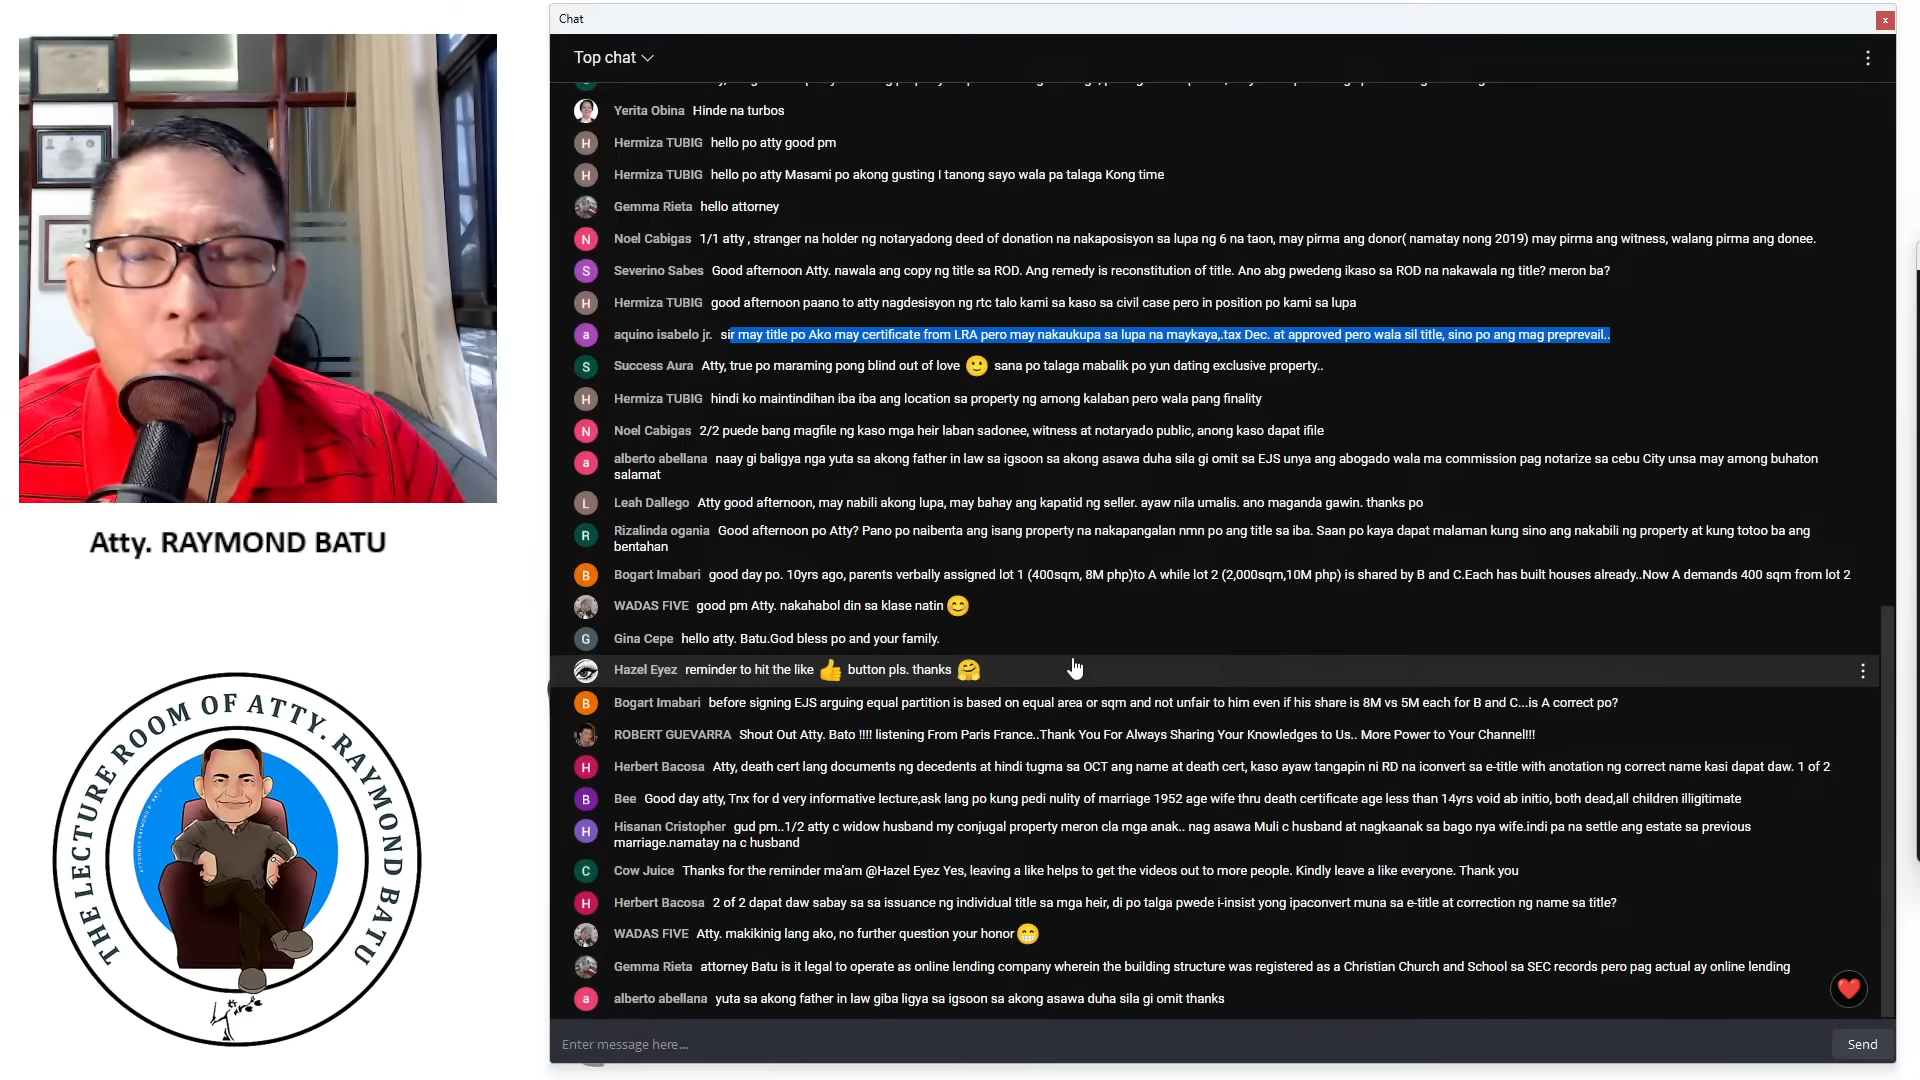 Chat
x
Top chat
Yerita Obina Hinde na turbos
H Hermiza TUBIG hello po atty good pm
H Hermiza TUBIG hello po atty Masami po akong gusting I tanong sayo wala pa talaga Kong time
Gemma Rieta hello attorney
N Noel Cabigas 1/1 atty , stranger na holder ng notaryadong deed of donation na nakaposisyon sa lupa ng 6 na taon, may pirma ang donor( namatay nong 2019) may pirma ang witness, walang pirma ang donee.
S Severino Sabes Good afternoon Atty. nawala ang copy ng title sa ROD. Ang remedy is reconstitution of title. Ano abg pwedeng ikaso sa ROD na nakawala ng title? meron ba?
H Hermiza TUBIG good afternoon paano to atty nagdesisyon ng rtc talo kami sa kaso sa civil case pero in position po kami sa lupa
a aquino isabelo jr. sir may title po Ako may certificate from LRA pero may nakaukupa sa lupa na maykaya,.tax Dec. at approved pero wala sil title, sino po ang mag preprevail..
S Success Aura Atty, true po maraming pong blind out of love 🙂 sana po talaga mabalik po yun dating exclusive property..
H Hermiza TUBIG hindi ko maintindihan iba iba ang location sa property ng among kalaban pero wala pang finality
N Noel Cabigas 2/2 puede bang magfile ng kaso mga heir laban sadonee, witness at notaryado public, anong kaso dapat ifile
a alberto abellana naay gi baligya nga yuta sa akong father in law sa igsoon sa akong asawa duha sila gi omit sa EJS unya ang abogado wala ma commission pag notarize sa cebu City unsa may among buhaton
salamat
L Leah Dallego Atty good afternoon, may nabili akong lupa, may bahay ang kapatid ng seller. ayaw nila umalis. ano maganda gawin. thanks po
R Rizalinda ogania Good afternoon po Atty? Pano po naibenta ang isang property na nakapangalan nmn po ang title sa iba. Saan po kaya dapat malaman kung sino ang nakabili ng property at kung totoo ba ang
bentahan
B Bogart Imabari good day po. 10yrs ago, parents verbally assigned lot 1 (400sqm, 8M php)to A while lot 2 (2,000sqm,10M php) is shared by B and C.Each has built houses already..Now A demands 400 sqm from lot 2
WADAS FIVE good pm Atty. nakahabol din sa klase natin 😊
G Gina Cepe hello atty. Batu.God bless po and your family.
Hazel Eyez reminder to hit the like 👍 button pls. thanks 🤗
B Bogart Imabari before signing EJS arguing equal partition is based on equal area or sqm and not unfair to him even if his share is 8M vs 5M each for B and C...is A correct po?
ROBERT GUEVARRA Shout Out Atty. Bato !!!! listening From Paris France..Thank You For Always Sharing Your Knowledges to Us.. More Power to Your Channel!!!
H Herbert Bacosa Atty, death cert lang documents ng decedents at hindi tugma sa OCT ang name at death cert, kaso ayaw tangapin ni RD na iconvert sa e-title with anotation ng correct name kasi dapat daw. 1 of 2
B Bee Good day atty, Tnx for d very informative lecture,ask lang po kung pedi nulity of marriage 1952 age wife thru death certificate age less than 14yrs void ab initio, both dead,all children illigitimate
H Hisanan Cristopher gud pm..1/2 atty c widow husband my conjugal property meron cla mga anak.. nag asawa Muli c husband at nagkaanak sa bago nya wife.indi pa na settle ang estate sa previous
marriage.namatay na c husband
C Cow Juice Thanks for the reminder ma'am @Hazel Eyez Yes, leaving a like helps to get the videos out to more people. Kindly leave a like everyone. Thank you
H Herbert Bacosa 2 of 2 dapat daw sabay sa sa issuance ng individual title sa mga heir, di po talga pwede i-insist yong ipaconvert muna sa e-title at correction ng name sa title?
WADAS FIVE Atty. makikinig lang ako, no further question your honor 😁
Gemma Rieta attorney Batu is it legal to operate as online lending company wherein the building structure was registered as a Christian Church and School sa SEC records pero pag actual ay online lending
a alberto abellana yuta sa akong father in law giba ligya sa igsoon sa akong asawa duha sila gi omit thanks
Enter message here...
Send
Atty. RAYMOND BATU
THE LECTURE ROOM OF ATTY. RAYMOND BATU